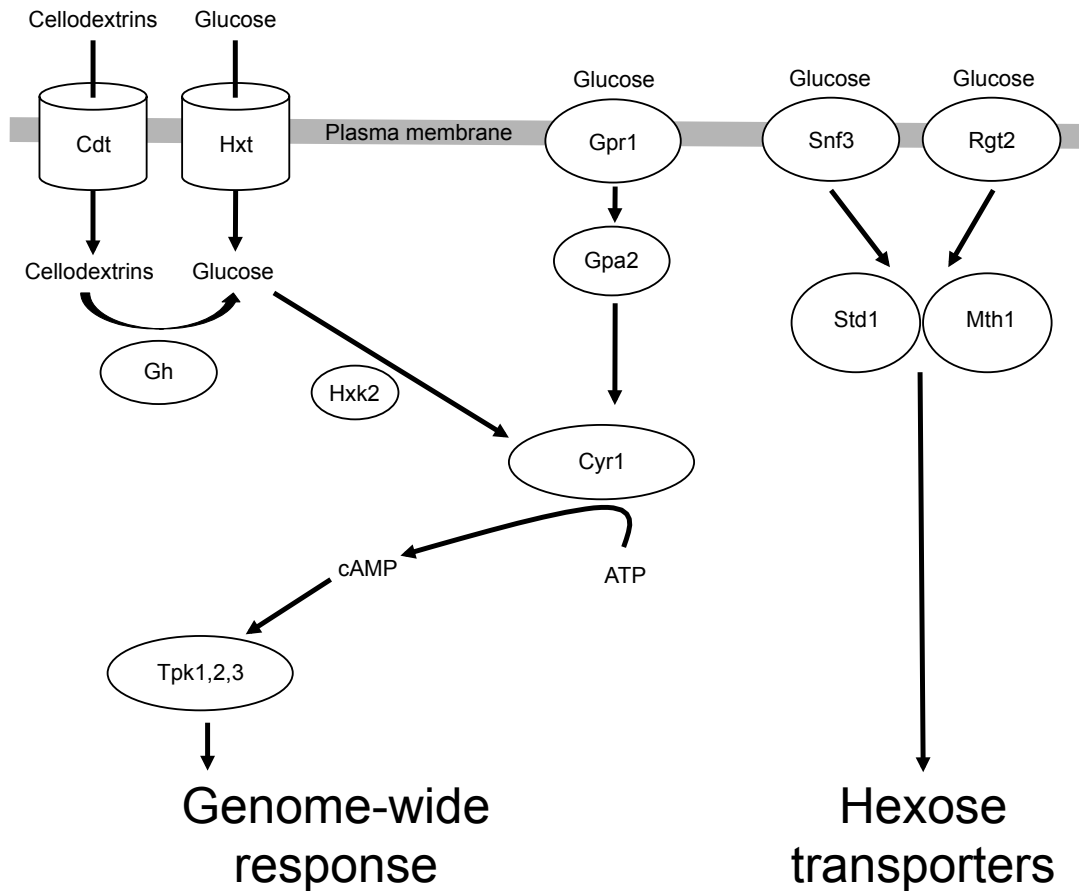 Cellodextrins
Glucose
Glucose
Glucose
Glucose
Cdt
Hxt
Plasma membrane
Gpr1
Snf3
Rgt2
Cellodextrins
Glucose
Gpa2
Std1
Mth1
Gh
Hxk2
Cyr1
cAMP
ATP
Tpk1,2,3
Genome-wide
response
Hexose
transporters